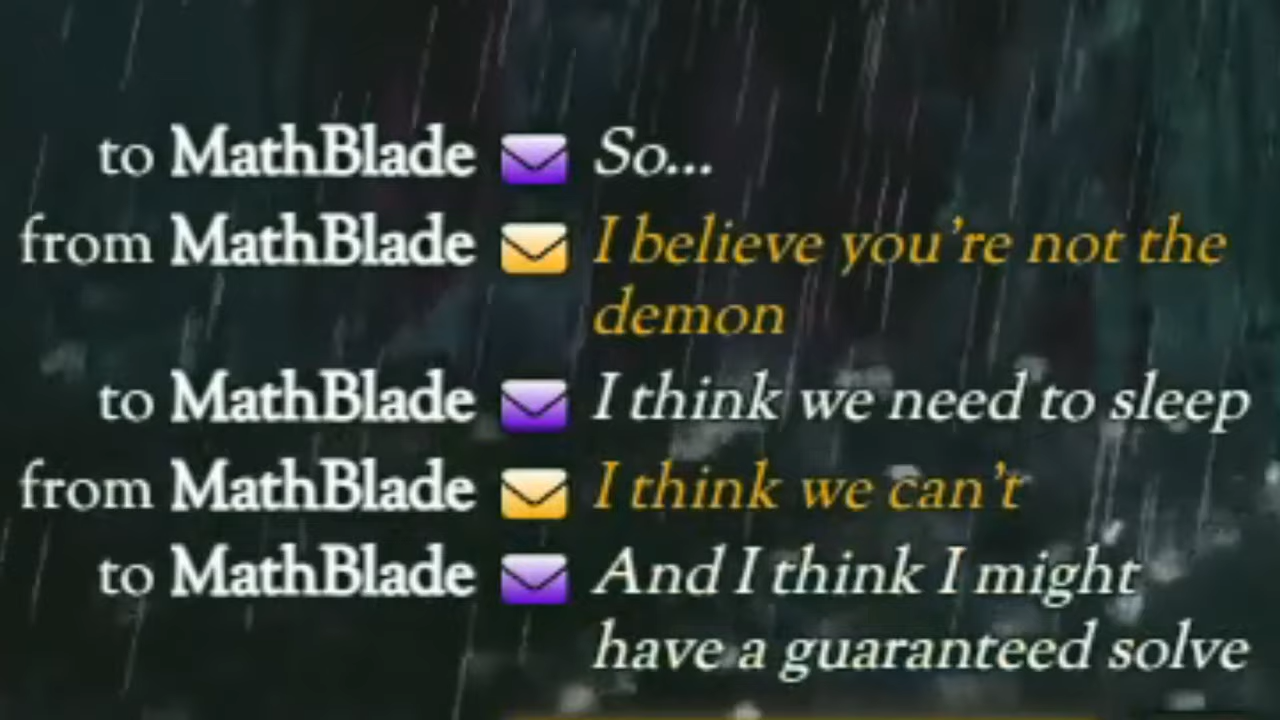 to MathBlade So...
from MathBlade I believe you're not the
demon
to MathBlade I think we need to sleep
from MathBlade I think we can't
to MathBlade And I think I might
have a guaranteed solve